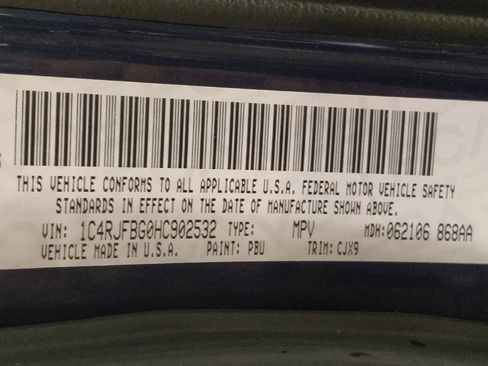 THIS VEHICLE CONFORMS TO ALL APPLICABLE U.S.A. FEDERAL MOTOR VEHICLE SAFETY
STANDARDS IN EFFECT ON THE DATE OF MANUFACTURE SHOWN ABOVE.
VIN: 1C4RJFBG0HC902532 TYPE: MPV MDH:062106 868AA
VEHICLE MADE IN U.S.A. PAINT: PBU TRIM: CJX9